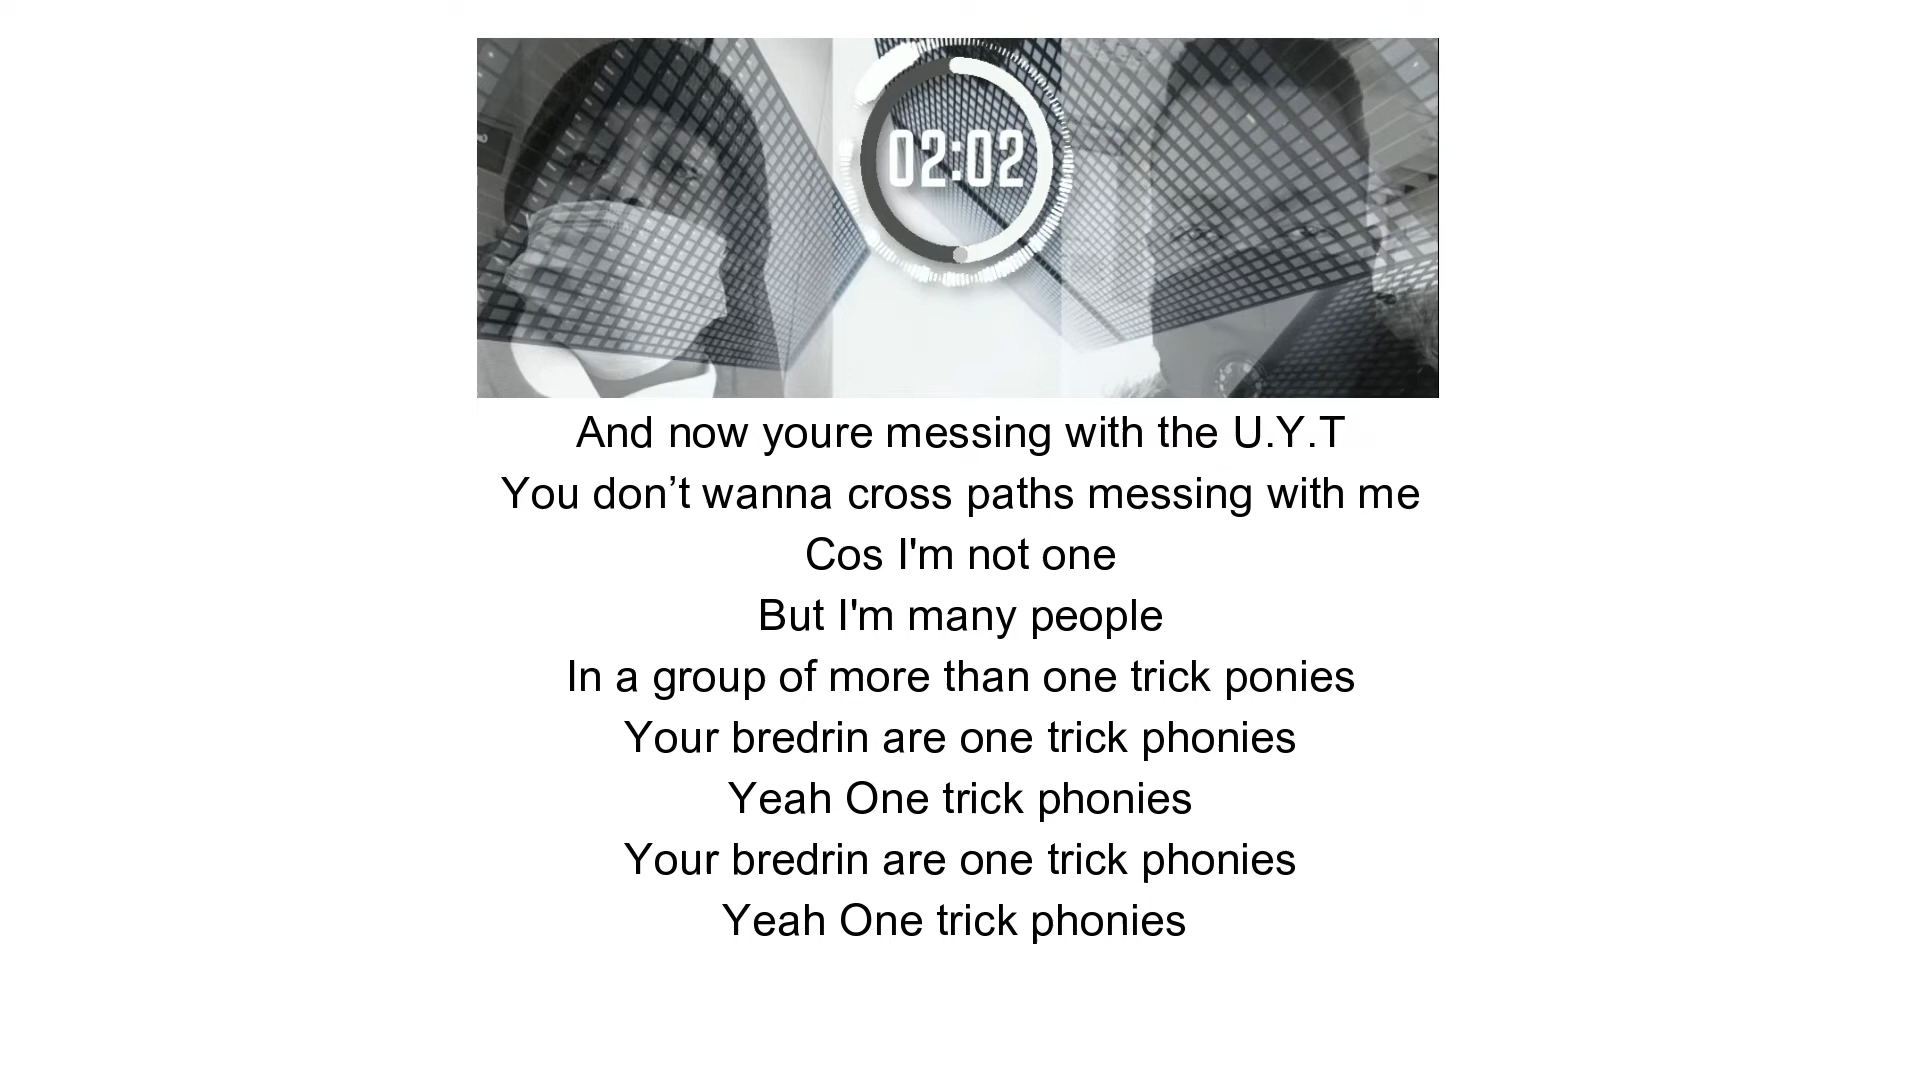 02:02
And now youre messing with the U.Y.T
You don’t wanna cross paths messing with me
Cos I'm not one
But I'm many people
In a group of more than one trick ponies
Your bredrin are one trick phonies
Yeah One trick phonies
Your bredrin are one trick phonies
Yeah One trick phonies